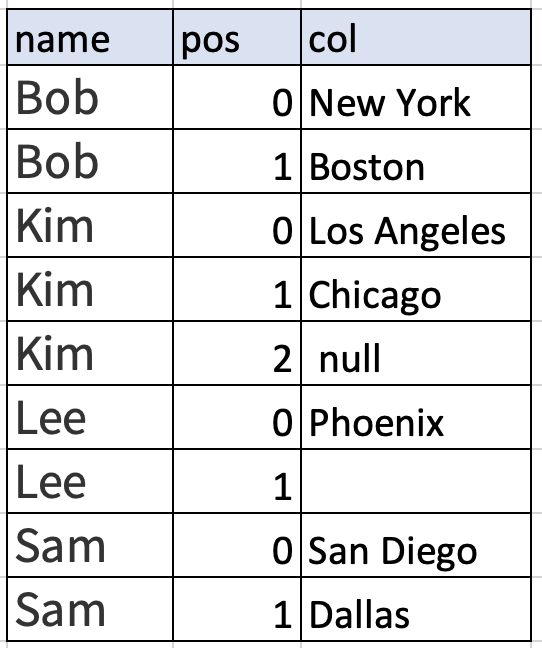 name pos col
Bob 0 New York
Bob 1 Boston
Kim 0 Los Angeles
Kim 1 Chicago
Kim 2 null
Lee 0 Phoenix
Lee 1
Sam 0 San Diego
Sam 1 Dallas